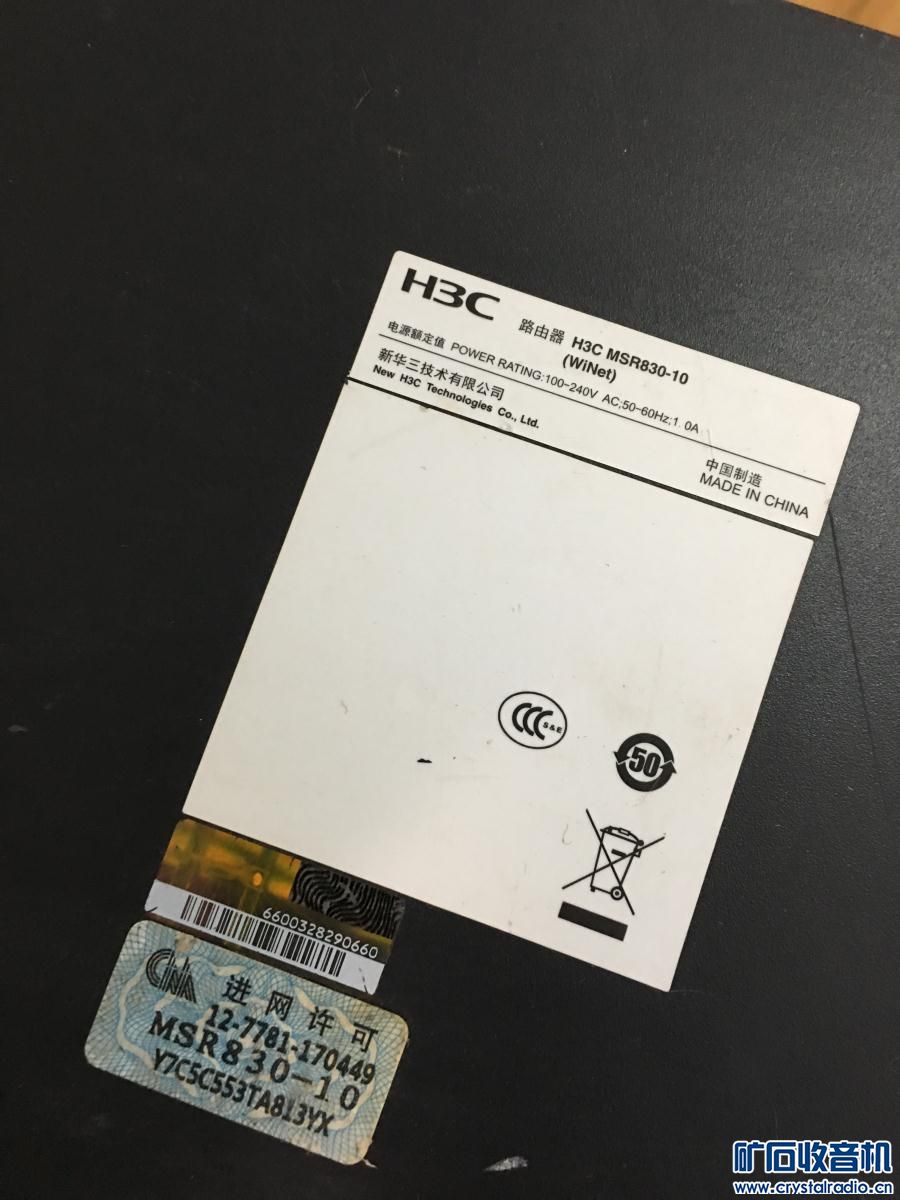 H3C
路由器 H3C MSR830-10
(WiNet)
电源额定值 POWER RATING:100~240V AC;50~60Hz;1.0A
新华三技术有限公司
New H3C Technologies Co., Ltd.
中国制造
MADE IN CHINA
CCC S&E
50
6600328290660
进网许可
12-7781-170449
MSR830-10
Y7C5C553TA813YX
矿石收音机
www.crystalradio.cn